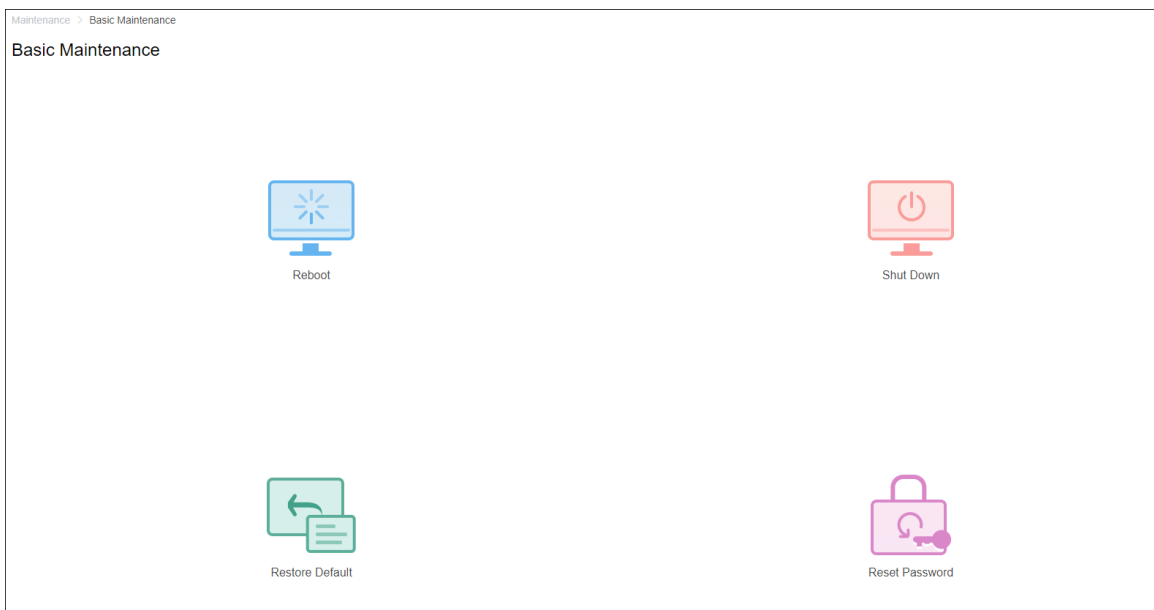 Maintenance > Basic Maintenance
Basic Maintenance
Reboot
Shut Down
Restore Default
Reset Password